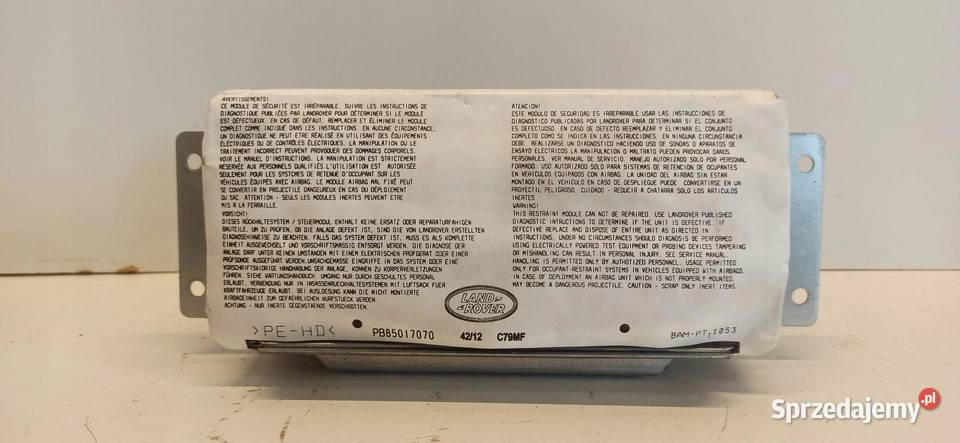 AVERTISSEMENTS!
CE MODULE DE SÉCURITÉ EST IRRÉPARABLE. SUIVRE LES INSTRUCTIONS DE
DIAGNOSTIQUE PUBLIÉES PAR LANDROVER POUR DÉTERMINER SI LE MODULE
EST DÉFECTUEUX. EN CAS DE DÉFAUT, REMPLACER ET ÉLIMINER LE MODULE
COMPLET COMME INDIQUÉ DANS LES INSTRUCTIONS. EN AUCUNE CIRCONSTANCE,
UN DIAGNOSTIQUE NE PEUT ÊTRE RÉALISÉ EN UTILISANT DES ÉQUIPEMENTS
ÉLECTRIQUES OU DE CONTRÔLES ÉLECTRIQUES. LA MANIPULATION OU LE
TRAITEMENT INCORRECT PEUVENT PROVOQUER DES DOMMAGES CORPORELS.
VOIR LE MANUEL D'INSTRUCTIONS. LA MANIPULATION EST STRICTEMENT
RÉSERVÉE AUX PERSONNELS QUALIFIÉS L'UTILISATION EST AUTORISÉE
SEULEMENT POUR LES SYSTÈMES DE RETENUE D'OCCUPANT SUR LES
VÉHICULES ÉQUIPÉS AVEC AIRBAG. LE MODULE AIRBAG MAL FIXÉ PEUT
SE CONVERTIR EN PROJECTILE DANGEREUX EN CAS DU DÉPLOIEMENT
DU SAC. ATTENTION - SEULS LES MODULES INERTES PEUVENT ETRE
MIS A LA FERRAILLE.
VORSICHT!
DIESES RÜCKHALTESYSTEM / STEUERMODUL ENTHALT KEINE ERSATZ ODER REPARATURFÄHIGEN
BAUTEILE. UM ZU PRÜFEN, OB DIE ANLAGE DEFEKT IST, SIND DIE VON LANDROVER ERSTELLTEN
DIAGNOSEHINWEISE ZU BEACHTEN. FALLS DAS SYSTEM DEFEKT IST, MUSS ES ALS KOMPLETTE
EINHEIT AUSGEWECHSELT UND VORSCHRIFTSMASSIG ENTSORGT WERDEN. DIE DIAGNOSE DER
ANLAGE DARF UNTER KEINEN UMSTANDEN MIT EINEM ELEKTRISCHEN PRÜFGERAT ODER EINER
PRÜFSONDE AUSGEFÜHRT WERDEN. UNSACHGEMASSE EINGRIFFE IN DAS SYSTEM ODER EINE
VORSCHRIFTSWIDRIGE HANDHABUNG DER ANLAGE, KÖNNEN ZU KÖRPERVERLETZUNGEN
FÜHREN. SIEHE WARTUNGSHANDBUCH. UMGANG NUR DURCH GESCHULTES PERSONAL
ERLAUBT. VERWENDUNG NUR IN INSASSENRUCKHALTESYSTEMEN MIT LUFTSACK FUER
KRAFTFAHRZEUGE ERLAUBT. BEI AUSLOESUNG KANN DIE NICHT MONTIERTE
AIRBAGEINHEIT ZUM GEFÄHRLICHEN WURFSTUECK WERDEN.
ACHTUNG - NUR INERTE GEGENSTÄNDE VERSCHROTTEN.
ATENCION!
ESTE MODULO DE SEGURIDAD ES IRREPARABLE USAR LAS INSTRUCCIONES DE
DIAGNOSTICO PUBLICADAS POR LANDROVER PARA DETERMINAR SI EL CONJUNTO
ES DEFECTUOSO. EN CASO DE DEFECTO REEMPLAZAR Y ELIMINAR EL CONJUNTO
COMPLETO COMO SE INDICA EN LAS INSTRUCCIONES. EN NINGUNA CIRCUNSTANCIA
DEBE REALIZARSE UN DIAGNOSTICO HACIENDO USO DE SONDAS O APARATOS DE
ENSAYO ELECTRICOS LA MANIPULACION O MALTRATO PUEDEN PROVOCAR DAÑOS
PERSONALES. VER MANUAL DE SERVICIO. MANEJO AUTORIZADO SOLO POR PERSONAL
FORMADO. USO AUTORIZADO SOLO PARA SISTEMAS DE RETENCION DE OCUPANTES
EN VEHICULOS EQUIPADOS CON AIRBAG. LA UNIDAD DEL AIRBAG SIN ESTAR
MONTADO EN EL VEHICULO EN CASO DE DESPLIEGUE PUEDE CONVERTIRSE EN UN
PROYECTIL PELIGROSO. CUIDADO - REDUCIR A CHATARRA SOLO LOS ARTICULOS
INERTES.
WARNING!
THIS RESTRAINT MODULE CAN NOT BE REPAIRED. USE LANDROVER PUBLISHED
DIAGNOSTIC INTRUCTIONS TO DETERMINE IF THE UNIT IS DEFECTIVE. IF
DEFECTIVE REPLACE AND DISPOSE OF ENTIRE UNIT AS DIRECTED IN
INSTRUCTIONS. UNDER NO CIRCUMSTANCES SHOULD DIAGNOSIS BE PERFORMED
USING ELECTRICALLY POWERED TEST EQUIPMENT OR PROBING DEVICES TAMPERING
OR MISHANDLING CAN RESULT IN PERSONAL INJURY. SEE SERVICE MANUAL.
HANDLING IS PERMITTED ONLY BY AUTHORIZED PERSONNEL. USAGE PERMITTED
ONLY FOR OCCUPANT-RESTRAINT SYSTEMS IN VEHICLES EQUIPPED WITH AIRBAGS.
IN CASE OF DEPLOYMENT AN AIRBAG UNIT WHICH IS NOT PROPERLY MOUNTED,
MAY BECOME A DANGEROUS PROJECTILE. CAUTION - SCRAP ONLY INERT ITEMS.
LAND
ROVER
>PE-HD< PB85017070 42/12 C79MF BAM-PT,1053
Sprzedajemy.pl